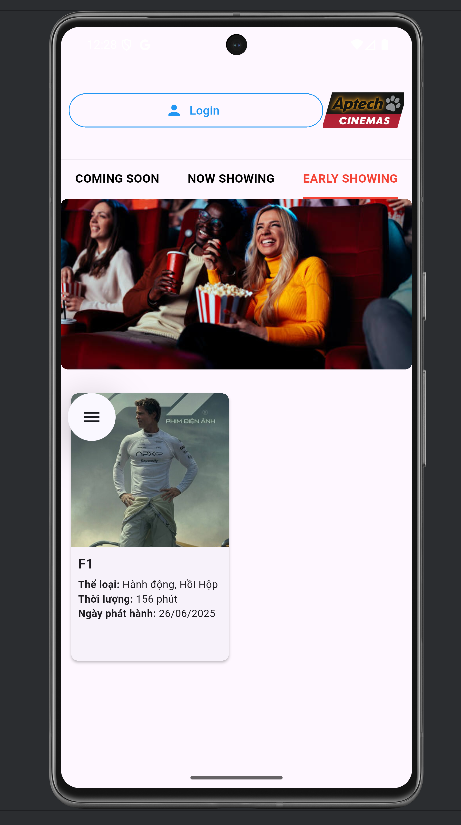 Login
Aptech
CINEMAS
COMING SOON
NOW SHOWING
EARLY SHOWING
PHIM ĐIỆN ẢNH
F1
Thể loại: Hành động, Hồi Hộp
Thời lượng: 156 phút
Ngày phát hành: 26/06/2025